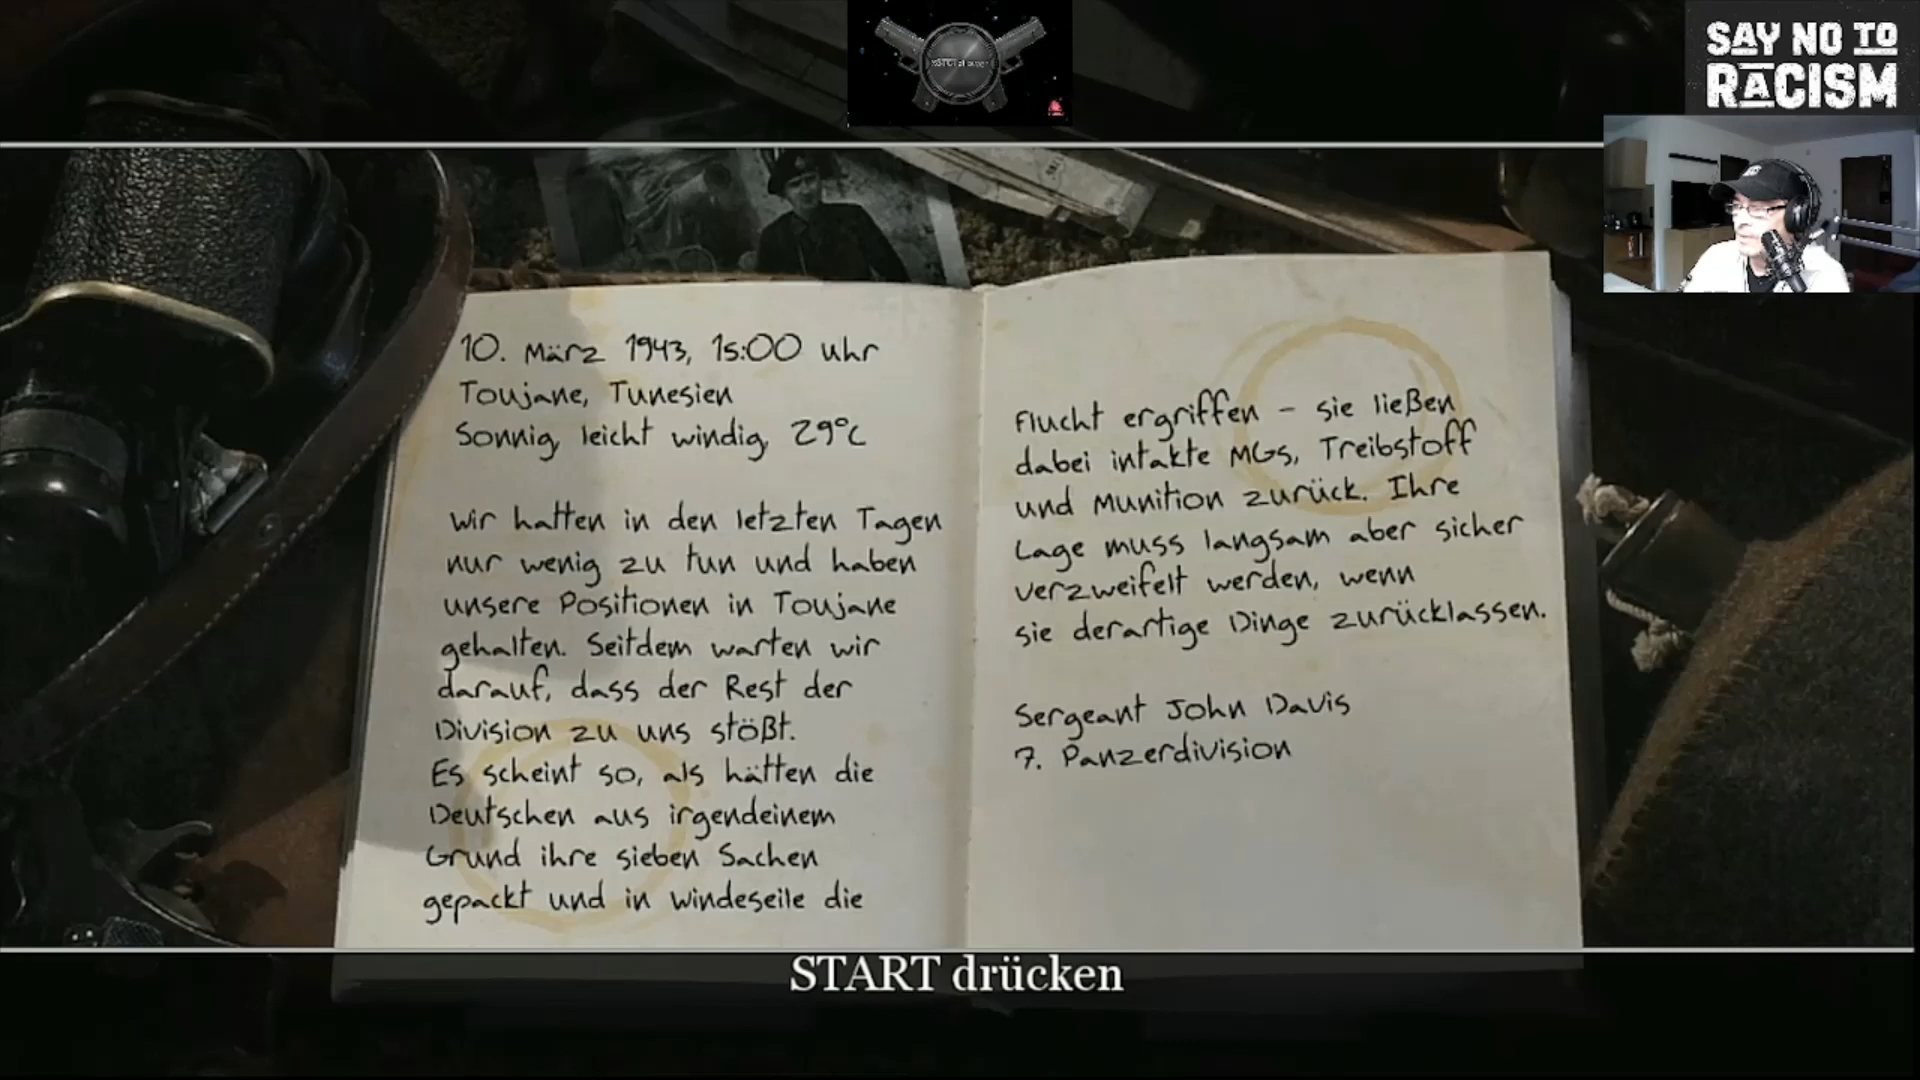 SAY NO TO
RACISM
10. März 1943, 15:00 Uhr
Toujane, Tunesien
Sonnig, leicht windig, 29°C
Wir hatten in den letzten Tagen
nur wenig zu tun und haben
unsere Positionen in Toujane
gehalten. Seitdem warten wir
darauf, dass der Rest der
Division zu uns stößt.
Es scheint so, als hätten die
Deutschen aus irgendeinem
Grund ihre sieben Sachen
gepackt und in Windeseile die
Flucht ergriffen - sie ließen
dabei intakte MGs, Treibstoff
und Munition zurück. Ihre
Lage muss langsam aber sicher
verzweifelt werden, wenn
sie derartige Dinge zurücklassen.
Sergeant John Davis
7. Panzerdivision
START drücken